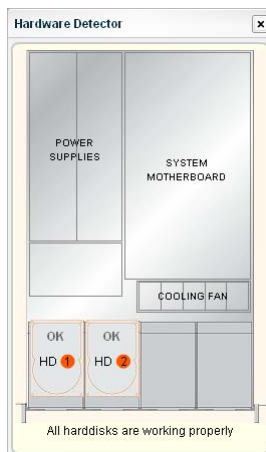 Hardware Detector
POWER
SUPPLIES
SYSTEM
MOTHERBOARD
COOLING FAN
OK
HD 1
OK
HD 2
All harddisks are working properly